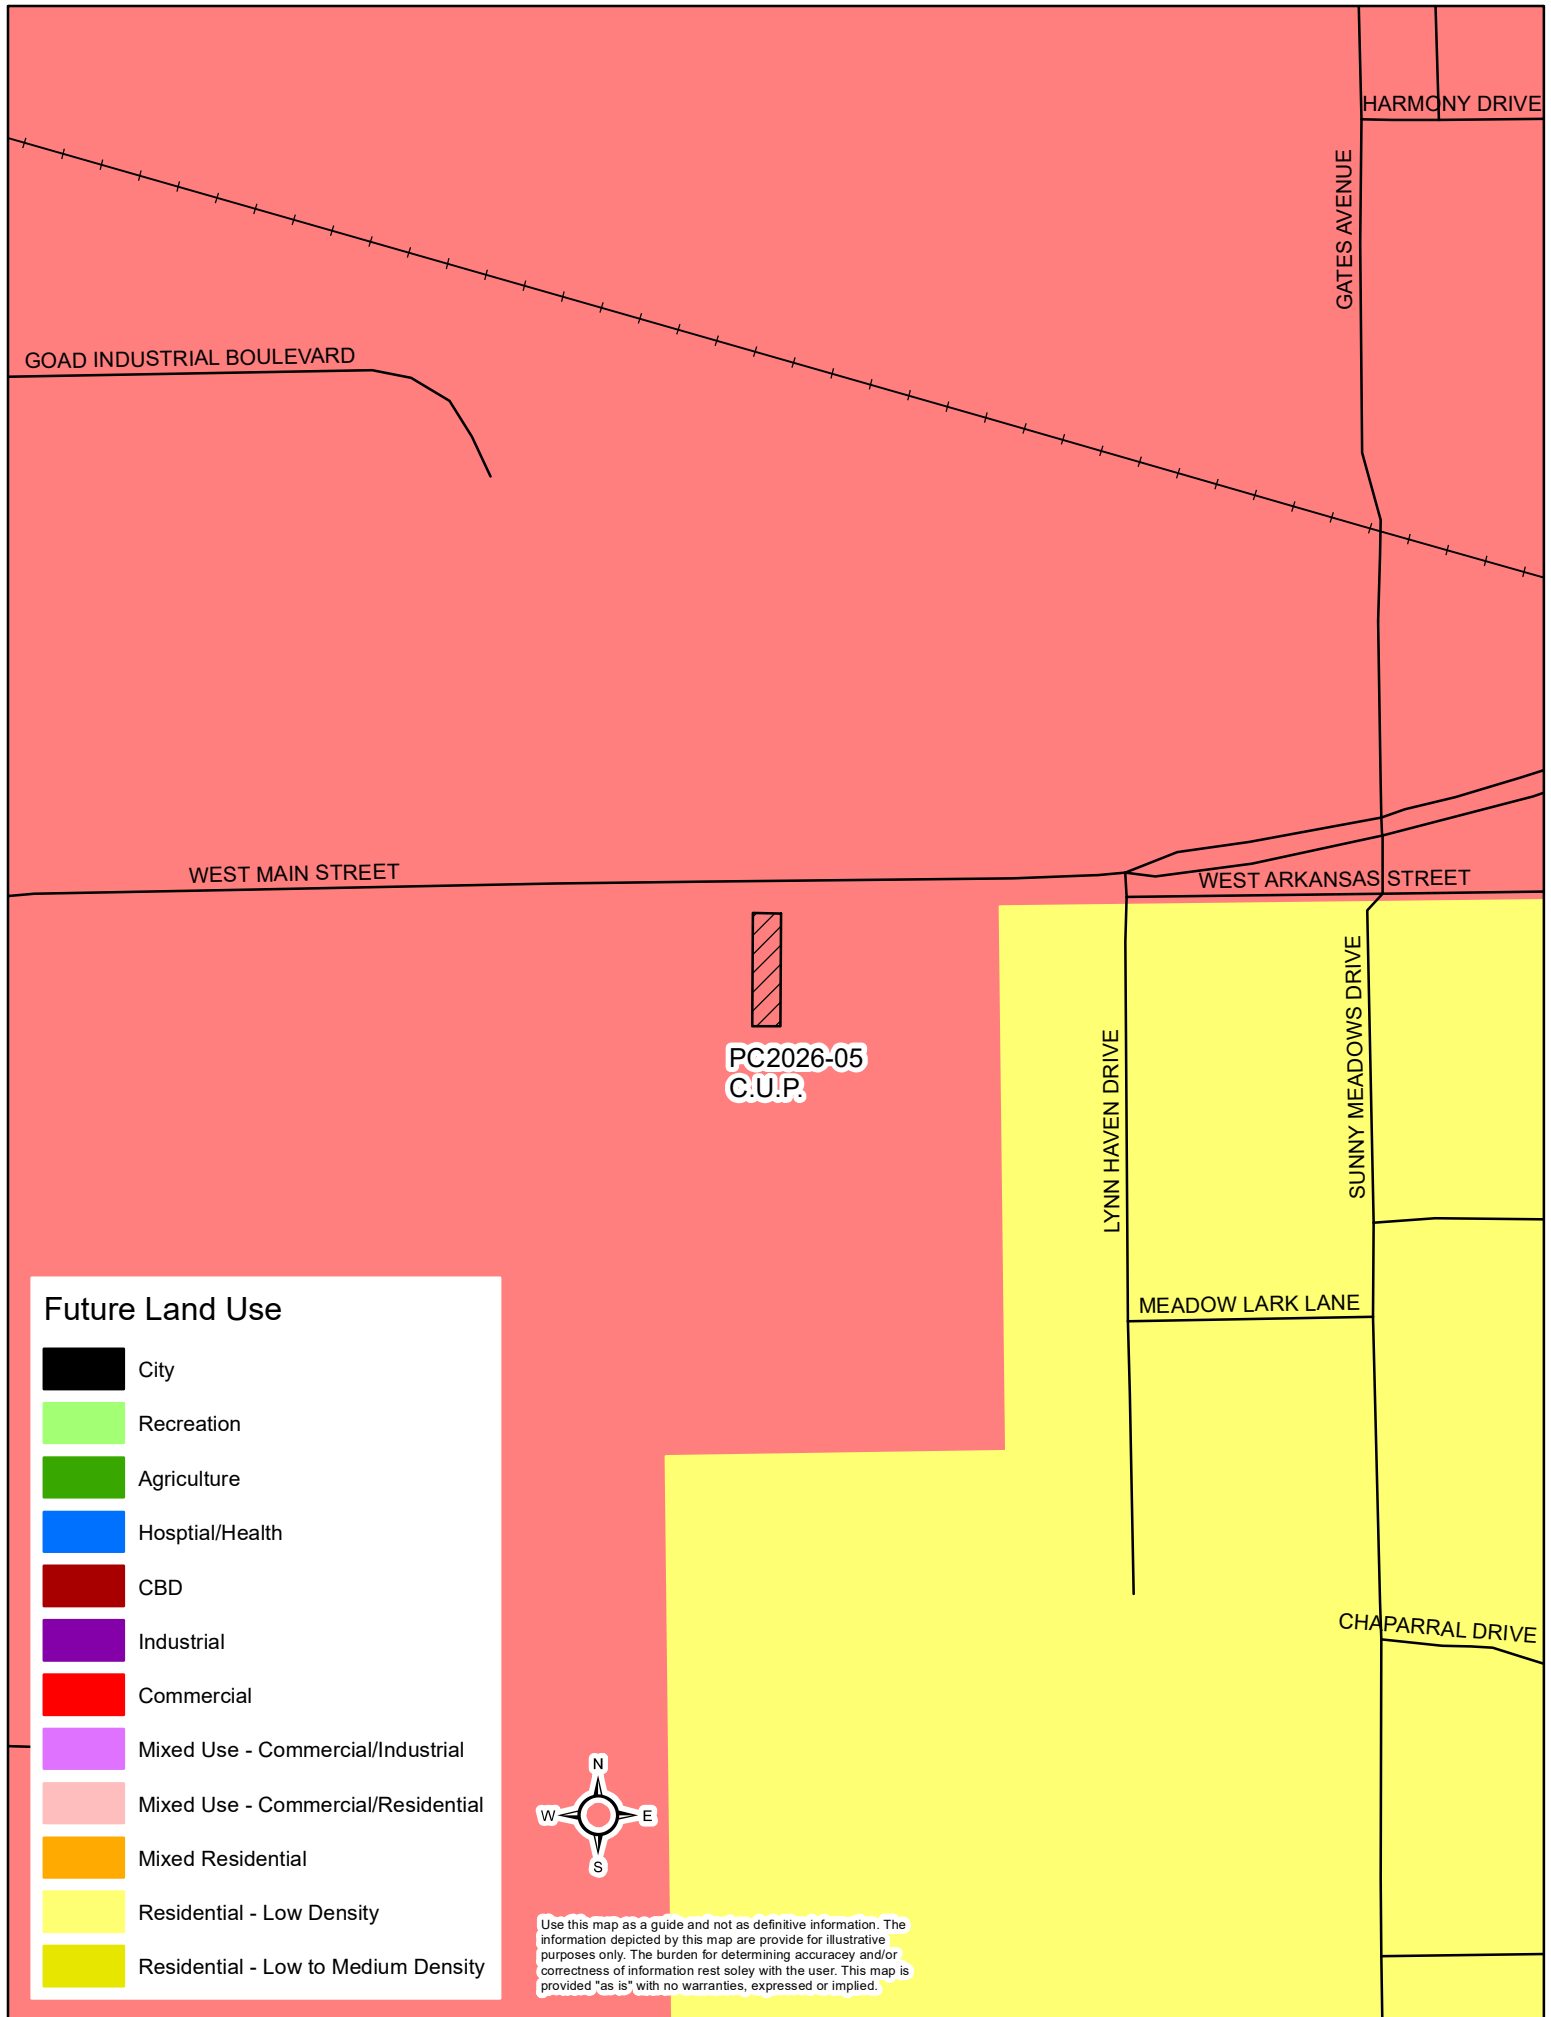 HARMONY DRIVE
GATES AVENUE
GOAD INDUSTRIAL BOULEVARD
WEST MAIN STREET
WEST ARKANSAS STREET
PC2026-05
C.U.P.
LYNN HAVEN DRIVE
SUNNY MEADOWS DRIVE
MEADOW LARK LANE
CHAPARRAL DRIVE
Future Land Use
City
Recreation
Agriculture
Hosptial/Health
CBD
Industrial
Commercial
Mixed Use - Commercial/Industrial
Mixed Use - Commercial/Residential
Mixed Residential
Residential - Low Density
Residential - Low to Medium Density
N
W
E
S
Use this map as a guide and not as definitive information. The
information depicted by this map are provide for illustrative
purposes only. The burden for determining accuracey and/or
correctness of information rest soley with the user. This map is
provided "as is" with no warranties, expressed or implied.